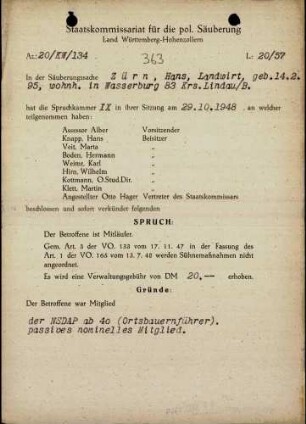 Staatskommissariat für die pol. Säuberung
Land Württemberg-Hohenzollern
Az: 20/KW/134 363 L: 20/57
In der Säuberungssache Z ü r n , Hans, Landwirt, geb.14.2.
95, wohnh. in Wasserburg 83 Krs.Lindau/B.
hat die Spruchkammer IX in ihrer Sitzung am 29.10.1948, an welcher
teilgenommen haben:
Assessor Alber Vorsitzender
Knapp, Hans Beisitzer
Veit, Marta "
Boden, Hermann "
Weiste, Karl "
Hirn, Wilhelm "
Kottmann, O.Stud.Dir. "
Klett, Martin "
Angestellter Otto Hager Vertreter des Staatskommissars
beschlossen und sofort verkündet folgenden
SPRUCH:
Der Betroffene ist Mitläufer.
Gem. Art. 3 der VO. 133 vom 17. 11. 47 in der Fassung des
Art. 1 der VO. 165 vom 13. 7. 48 werden Sühnemaßnahmen nicht
angeordnet.
Es wird eine Verwaltungsgebühr von DM 20,-- erhoben.
Gründe:
Der Betroffene war Mitglied
der NSDAP ab 40 (Ortsbauernführer).
passives nominelles Mitglied.